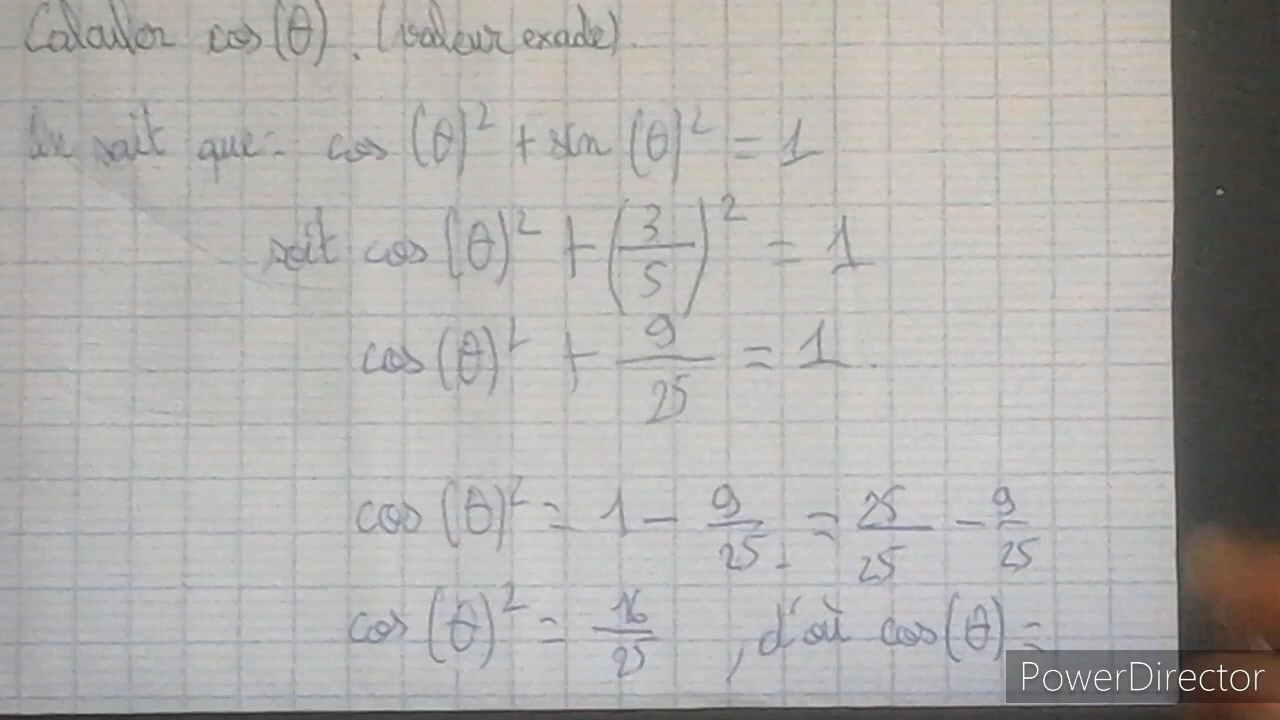 Calculer cos(θ). (valeur exacte).
On sait que: cos (θ)² + sin (θ)² = 1
soit cos (θ)² + (3/5)² = 1
cos (θ)² + 9/25 = 1.
cos (θ)² = 1 - 9/25 = 25/25 - 9/25
cos (θ)² = 16/25 , d'où cos(θ) =
PowerDirector